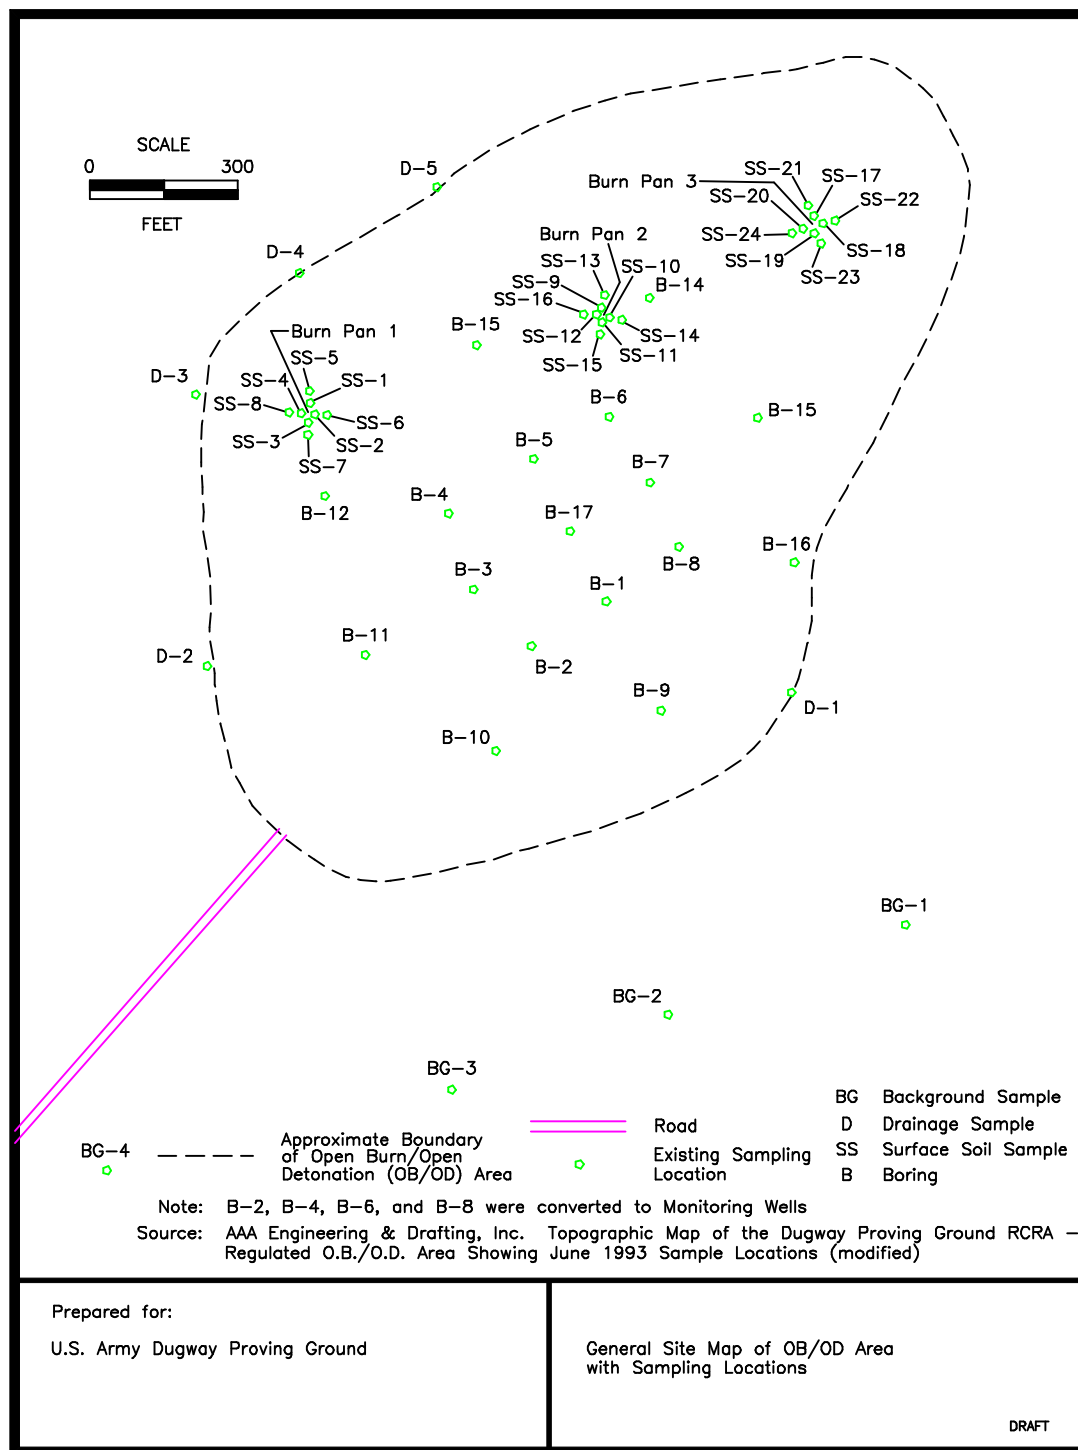 SCALE
0 300
FEET
D-5
D-4
SS-21
SS-17
Burn Pan 3
SS-20
SS-22
SS-24
SS-18
SS-19
SS-23
Burn Pan 2
SS-13
SS-10
SS-9
B-14
SS-16
SS-12
SS-14
SS-11
SS-15
B-15
Burn Pan 1
SS-5
D-3
SS-4
SS-1
SS-8
SS-6
SS-3
SS-2
SS-7
B-6
B-15
B-5
B-7
B-4
B-12
B-17
B-16
B-8
B-3
B-1
B-11
D-2
B-2
B-9
D-1
B-10
BG-1
BG-2
BG-3
BG-4
Approximate Boundary
of Open Burn/Open
Detonation (OB/OD) Area
Road
Existing Sampling
Location
BG Background Sample
D Drainage Sample
SS Surface Soil Sample
B Boring
Note: B-2, B-4, B-6, and B-8 were converted to Monitoring Wells
Source: AAA Engineering & Drafting, Inc. Topographic Map of the Dugway Proving Ground RCRA -
Regulated O.B./O.D. Area Showing June 1993 Sample Locations (modified)
Prepared for:
U.S. Army Dugway Proving Ground
General Site Map of OB/OD Area
with Sampling Locations
DRAFT